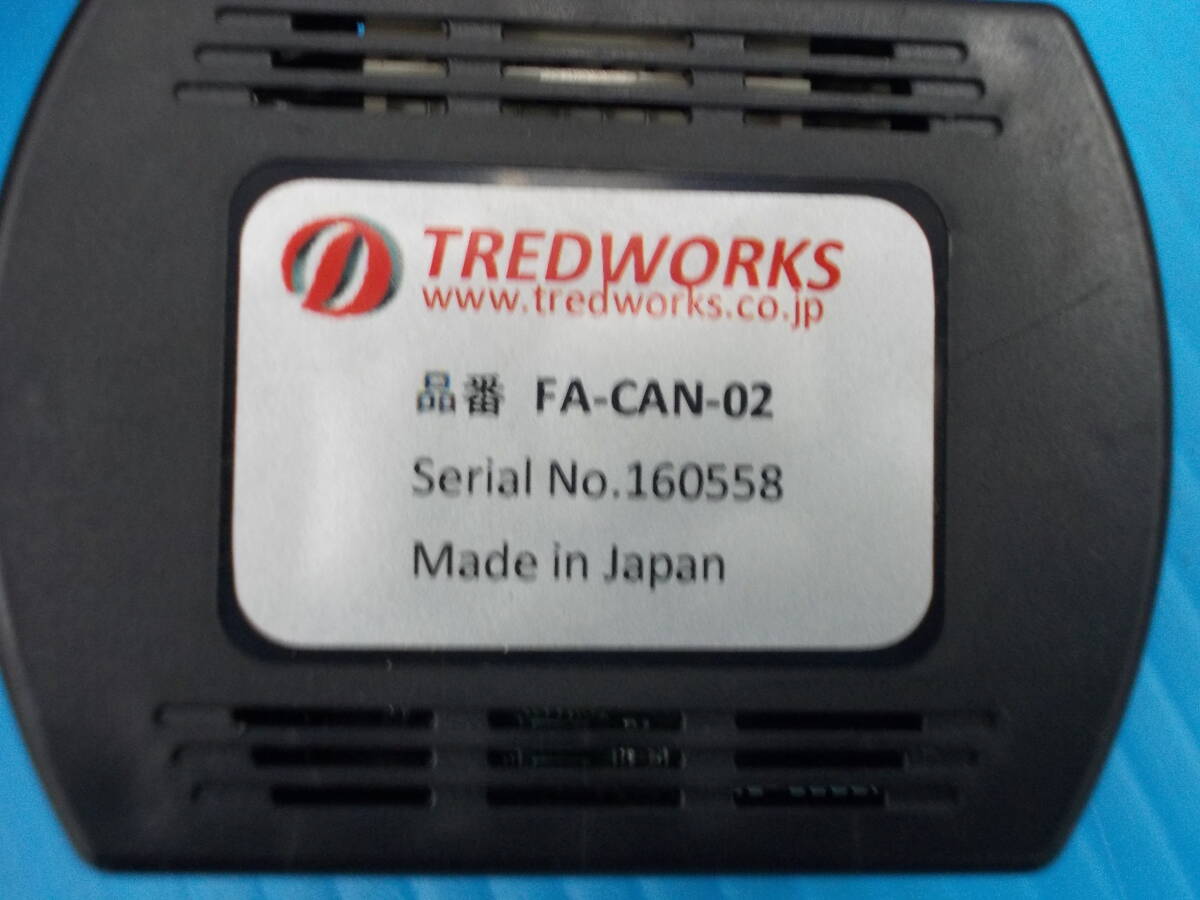 TREDWORKS
www.tredworks.co.jp
品番 FA-CAN-02
Serial No.160558
Made in Japan